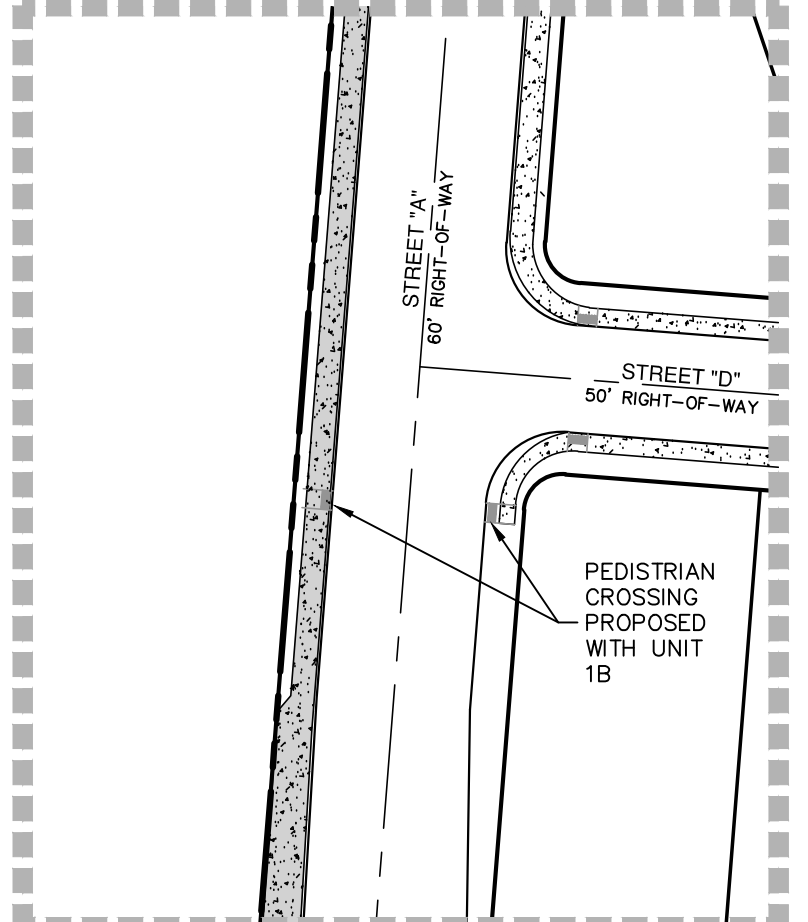 STREET "A"
60' RIGHT-OF-WAY
STREET "D"
50' RIGHT-OF-WAY
PEDISTRIAN
CROSSING
PROPOSED
WITH UNIT
1B